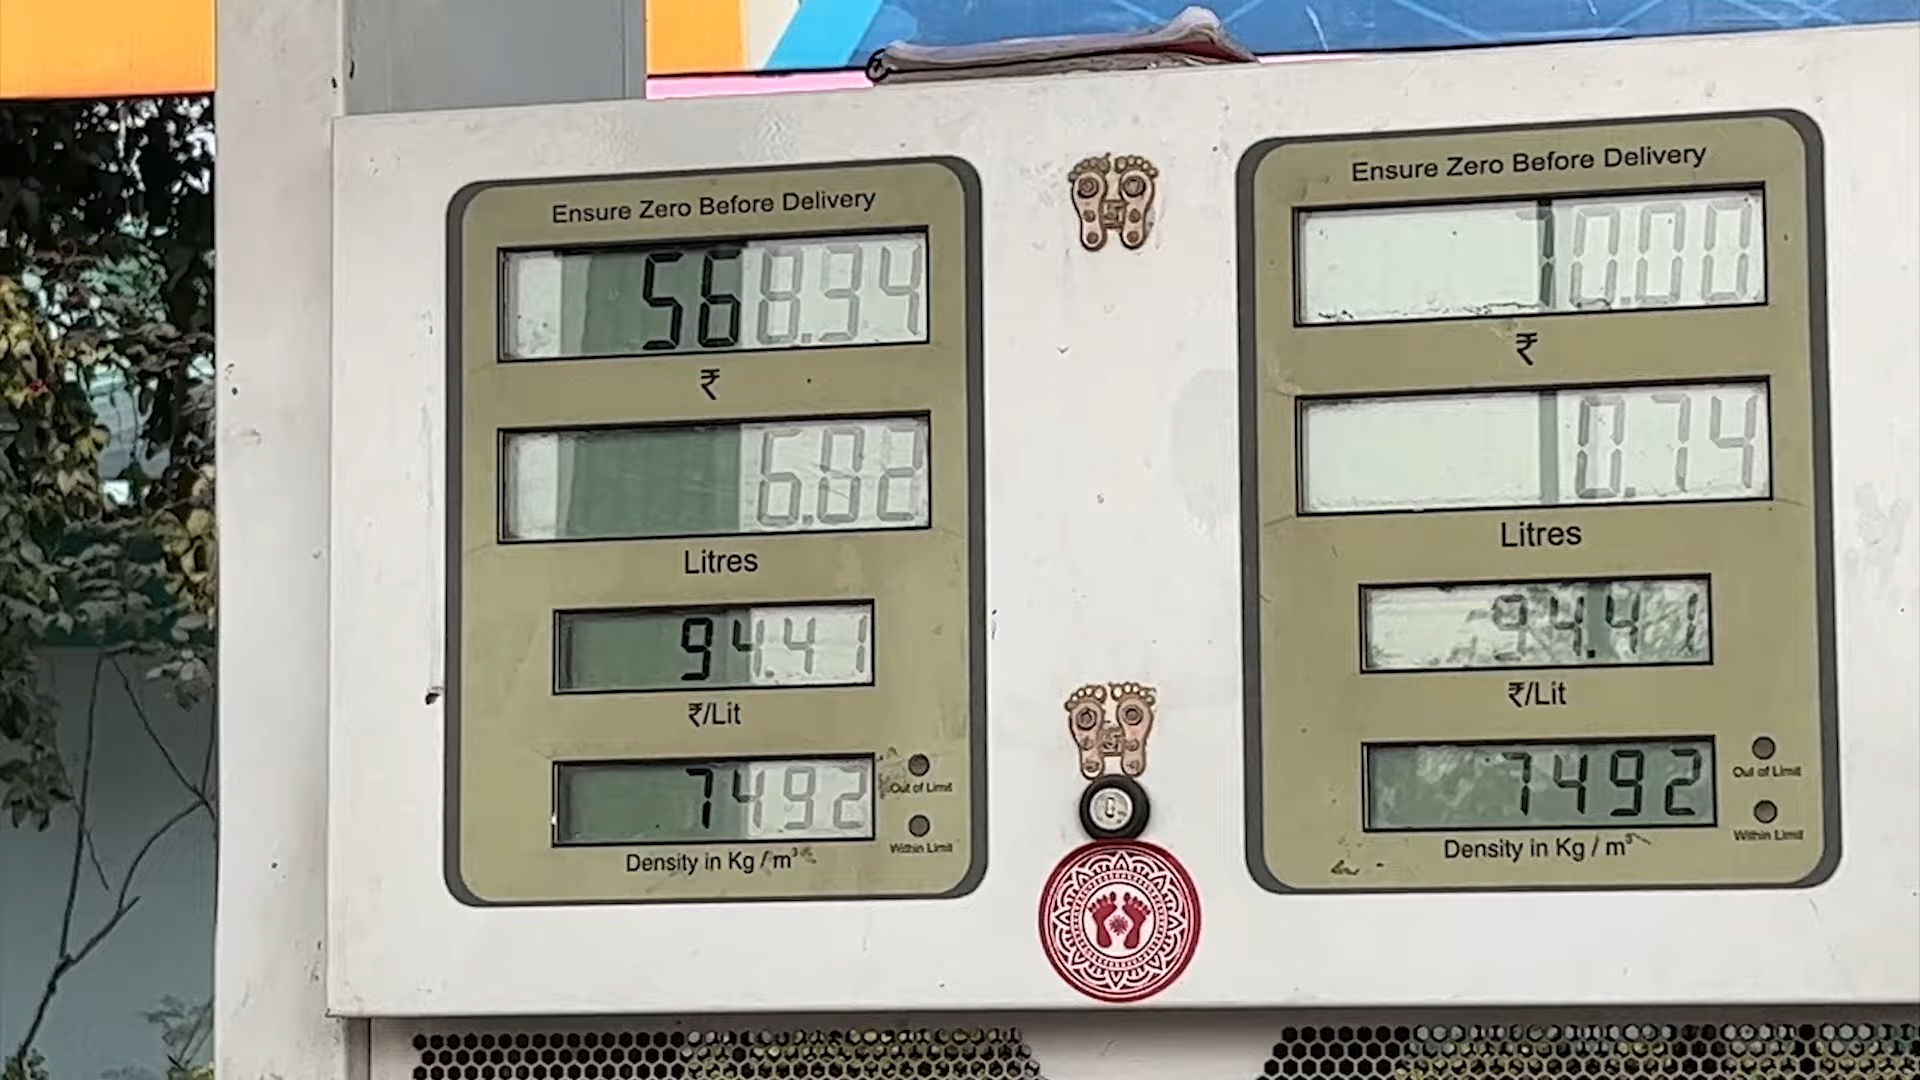 Ensure Zero Before Delivery
568.34
₹
6.02
Litres
94.41
₹/Lit
7492
Out of Limit
Within Limit
Density in Kg / m³
Ensure Zero Before Delivery
70.00
₹
0.74
Litres
94.41
₹/Lit
7492
Out of Limit
Within Limit
Density in Kg / m³